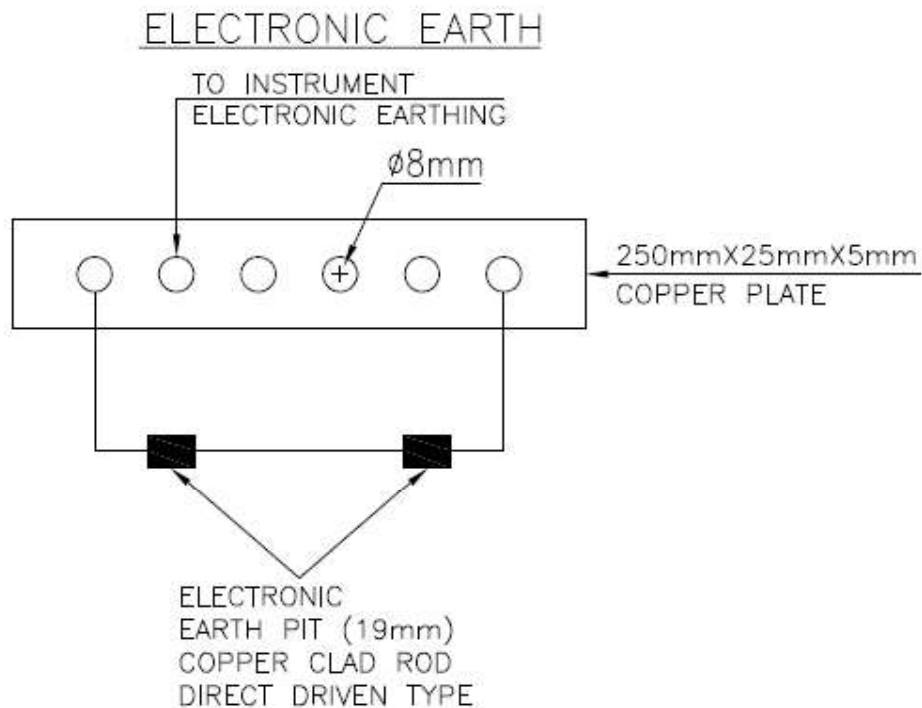 ELECTRONIC EARTH
TO INSTRUMENT
ELECTRONIC EARTHING
ϕ8mm
250mmX25mmX5mm
COPPER PLATE
ELECTRONIC
EARTH PIT (19mm)
COPPER CLAD ROD
DIRECT DRIVEN TYPE